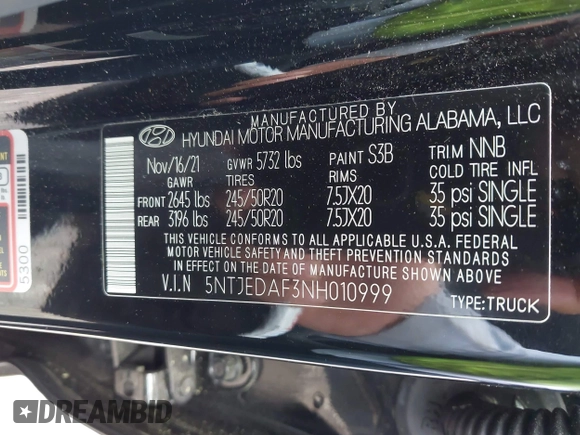 MANUFACTURED BY
HYUNDAI MOTOR MANUFACTURING ALABAMA, LLC
Nov/16/21 GVWR 5732 lbs PAINT S3B TRIM NNB
GAWR TIRES RIMS COLD TIRE INFL
FRONT 2645 lbs 245/50R20 7.5JX20 35 psi SINGLE
REAR 3196 lbs 245/50R20 7.5JX20 35 psi SINGLE
THIS VEHICLE CONFORMS TO ALL APPLICABLE U.S.A. FEDERAL
MOTOR VEHICLE SAFETY AND THEFT PREVENTION STANDARDS
IN EFFECT ON THE DATE OF MANUFACTURE SHOWN ABOVE
V.I.N 5NTJEDAF3NH010999
TYPE:TRUCK
5300
DREAMBID